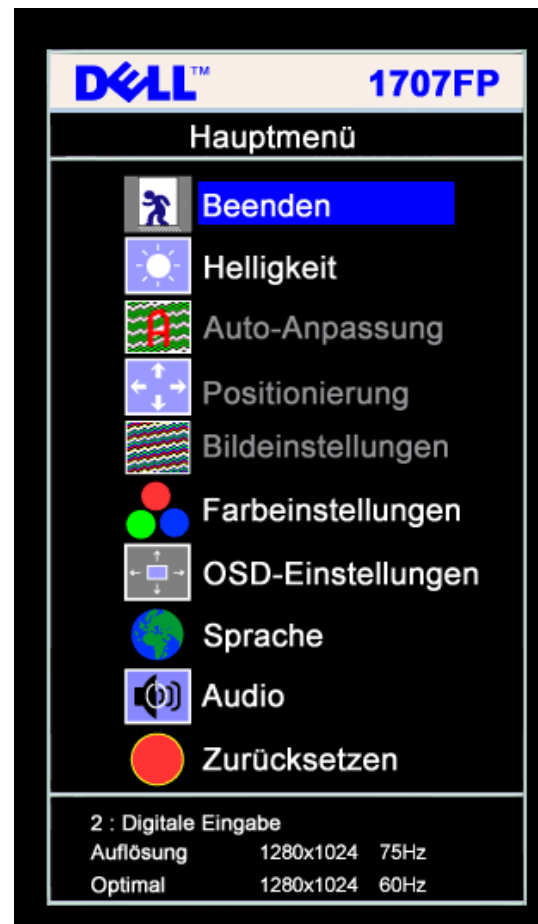 DELL™ 1707FP
Hauptmenü
Beenden
Helligkeit
Auto-Anpassung
Positionierung
Bildeinstellungen
Farbeinstellungen
OSD-Einstellungen
Sprache
Audio
Zurücksetzen
2 : Digitale Eingabe
Auflösung 1280x1024 75Hz
Optimal 1280x1024 60Hz